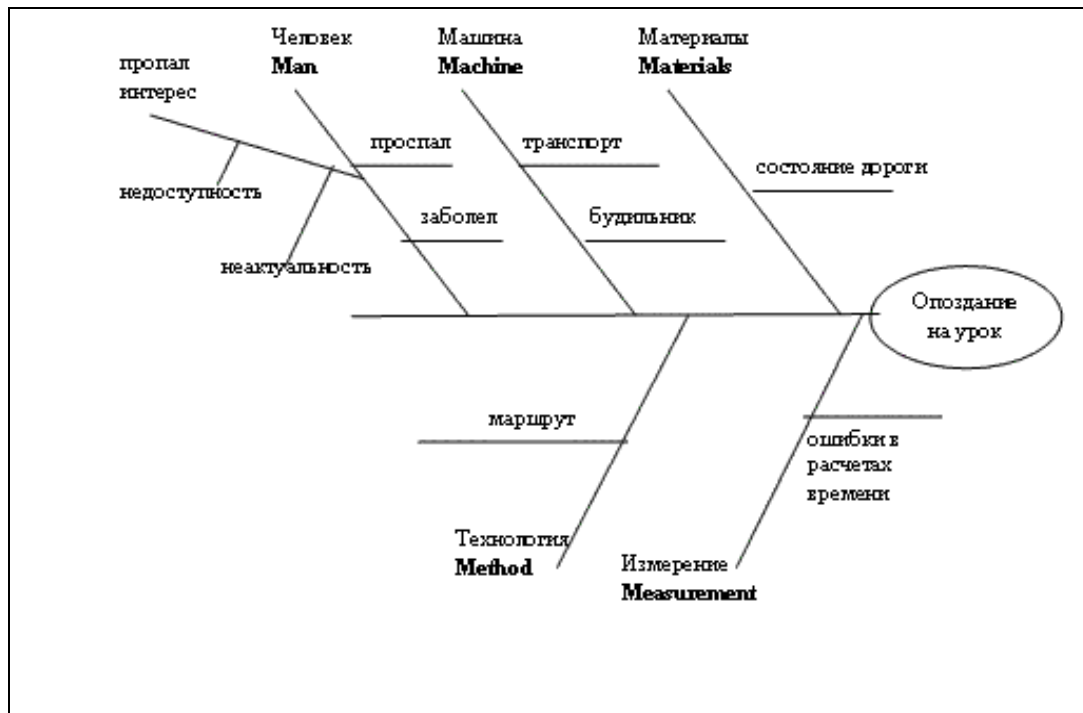 Человек
Man
Машина
Machine
Материалы
Materials
пропал
интерес
проспал
транспорт
состояние дороги
недоступность
заболел
будильник
неактуальность
Опоздание
на урок
маршрут
ошибки в
расчетах
времени
Технология
Method
Измерение
Measurement